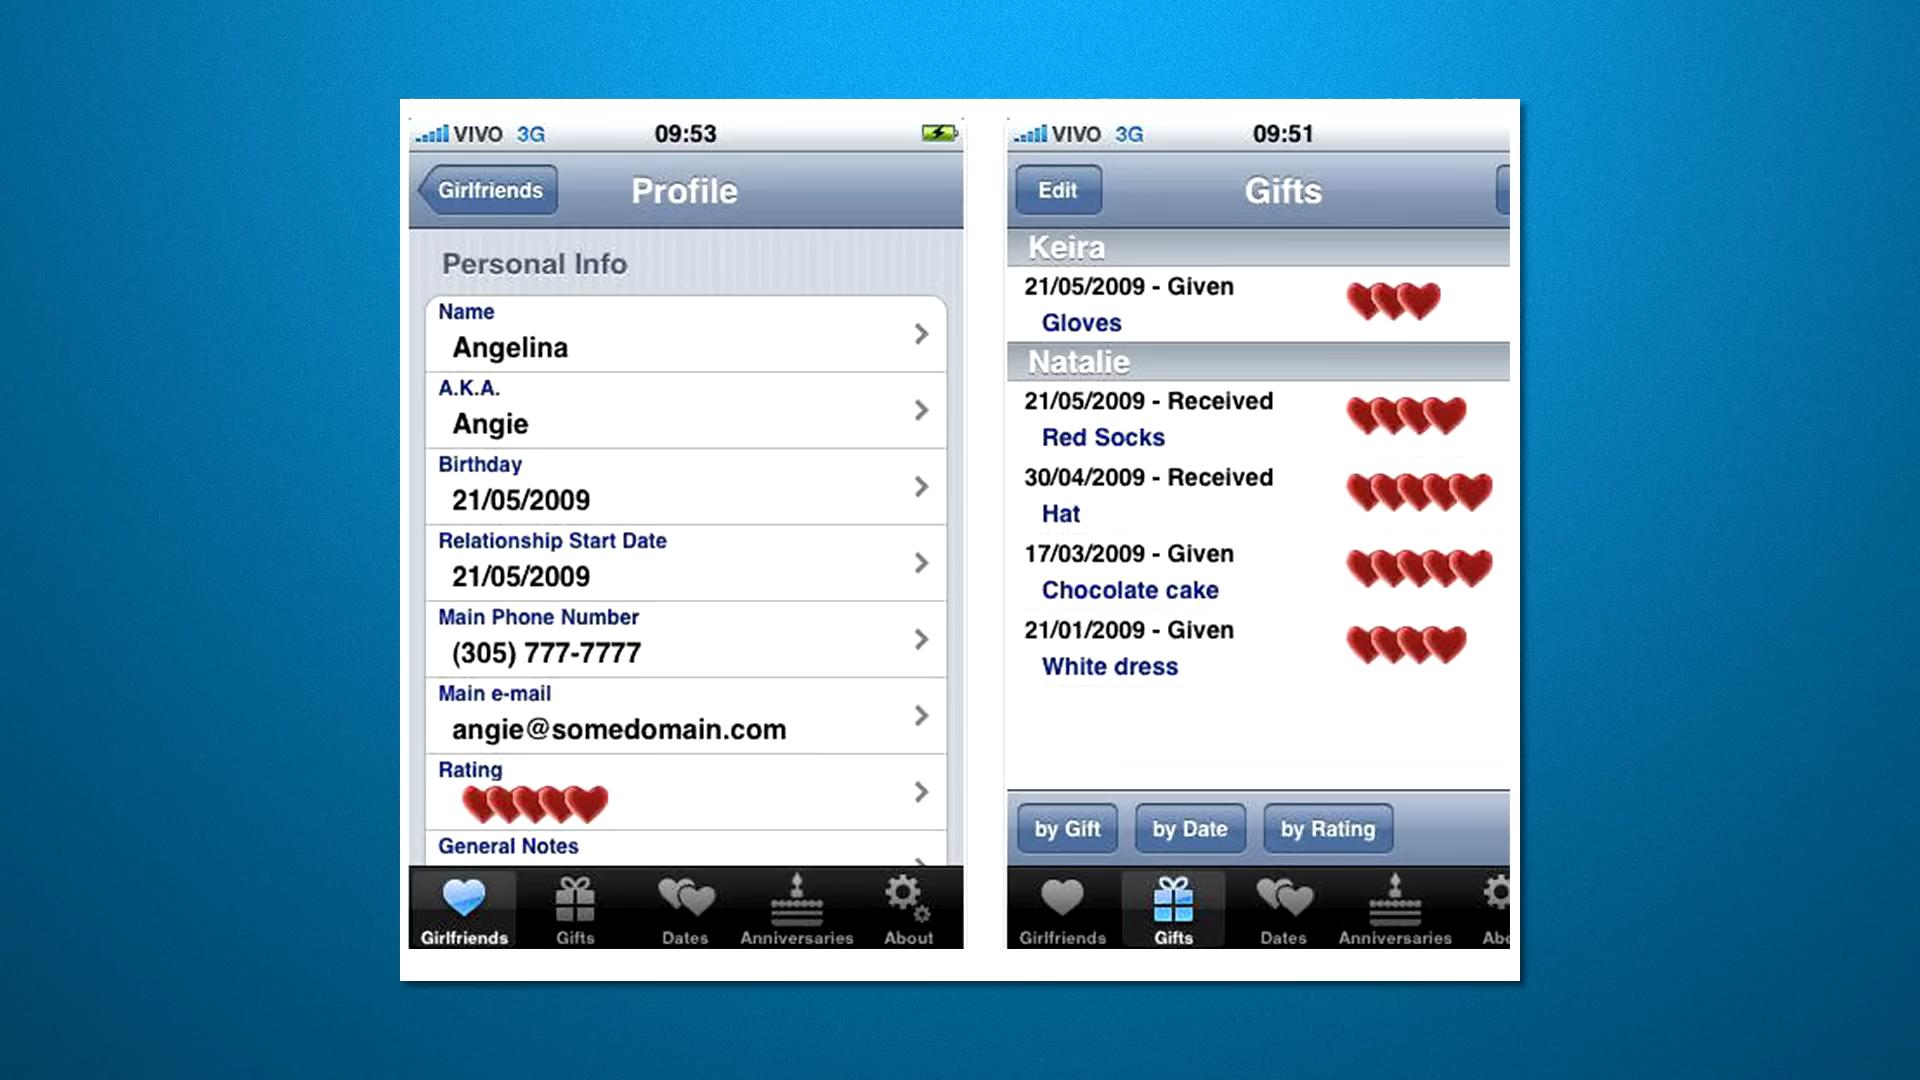 VIVO 3G 09:53
Girlfriends Profile
Personal Info
Name
Angelina
A.K.A.
Angie
Birthday
21/05/2009
Relationship Start Date
21/05/2009
Main Phone Number
(305) 777-7777
Main e-mail
angie@somedomain.com
Rating
General Notes
Girlfriends Gifts Dates Anniversaries About
VIVO 3G 09:51
Edit Gifts
Keira
21/05/2009 - Given
Gloves
Natalie
21/05/2009 - Received
Red Socks
30/04/2009 - Received
Hat
17/03/2009 - Given
Chocolate cake
21/01/2009 - Given
White dress
by Gift by Date by Rating
Girlfriends Gifts Dates Anniversaries Abo